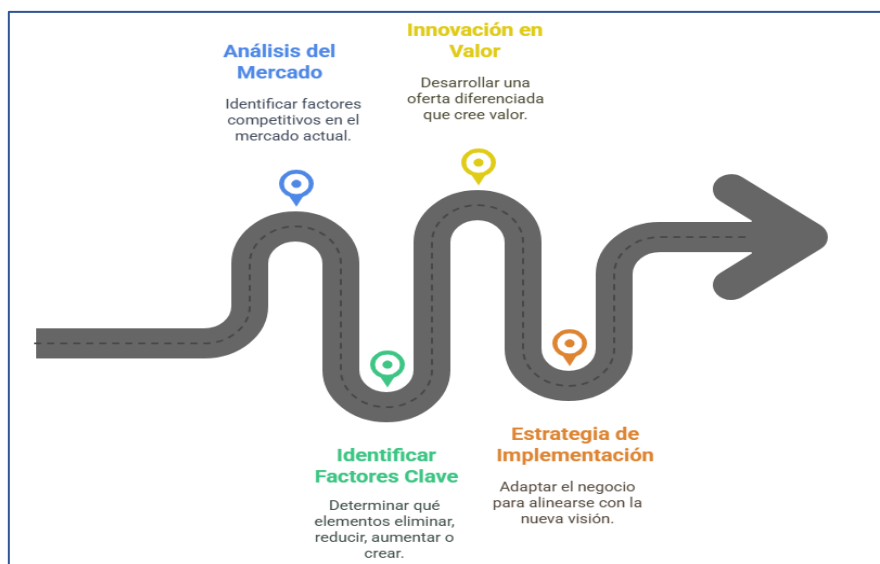 Análisis del
Mercado
Identificar factores
competitivos en el
mercado actual.
Innovación en
Valor
Desarrollar una
oferta diferenciada
que cree valor.
Identificar
Factores Clave
Determinar qué
elementos eliminar,
reducir, aumentar o
crear.
Estrategia de
Implementación
Adaptar el negocio
para alinearse con la
nueva visión.